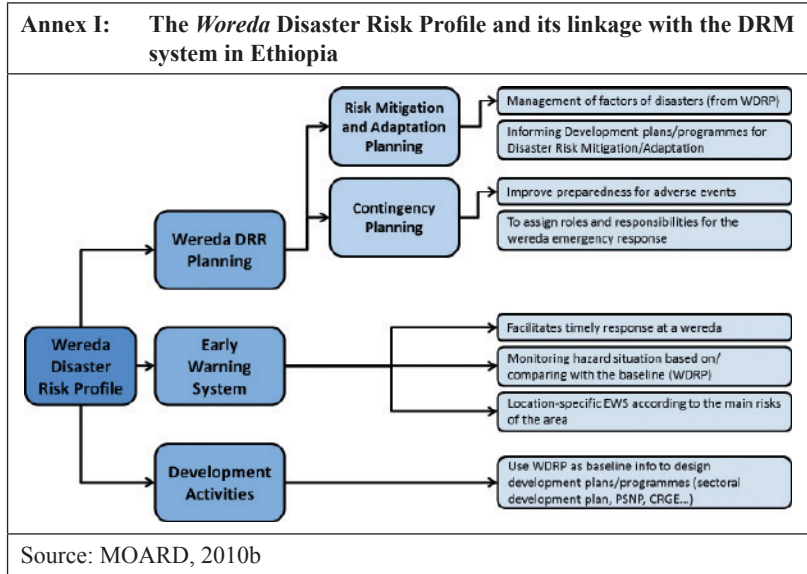 Annex I: The Woreda Disaster Risk Profile and its linkage with the DRM
system in Ethiopia
Risk Mitigation
and Adaptation
Planning
Management of factors of disasters (from WDRP)
Informing Development plans/programmes for
Disaster Risk Mitigation/Adaptation
Contingency
Planning
Improve preparedness for adverse events
To assign roles and responsibilities for the
wereda emergency response
Wereda DRR
Planning
Wereda
Disaster
Risk Profile
Early
Warning
System
Facilitates timely response at a wereda
Monitoring hazard situation based on/
comparing with the baseline (WDRP)
Location-specific EWS according to the main risks
of the area
Development
Activities
Use WDRP as baseline info to design
development plans/programmes (sectoral
development plan, PSNP, CRGE...)
Source: MOARD, 2010b